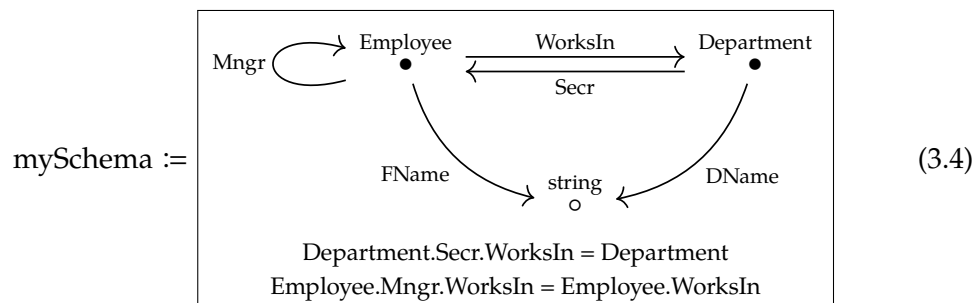 Employee WorksIn Department
Mngr
Secr
mySchema := (3.4)
FName string DName
Department.Secr.WorksIn = Department
Employee.Mngr.WorksIn = Employee.WorksIn